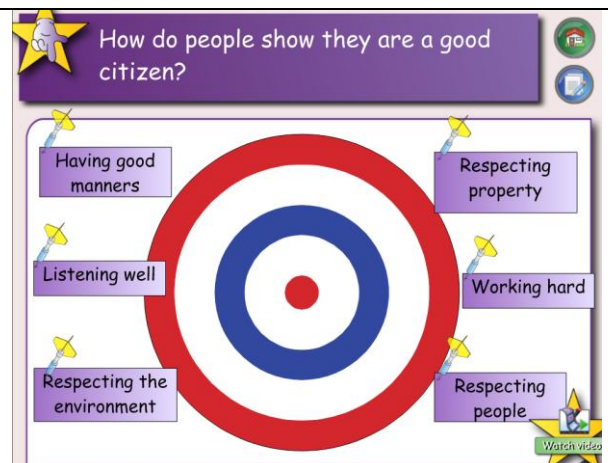 How do people show they are a good
citizen?
Having good
manners
Respecting
property
Listening well
Working hard
Respecting the
environment
Respecting
people
Watch video